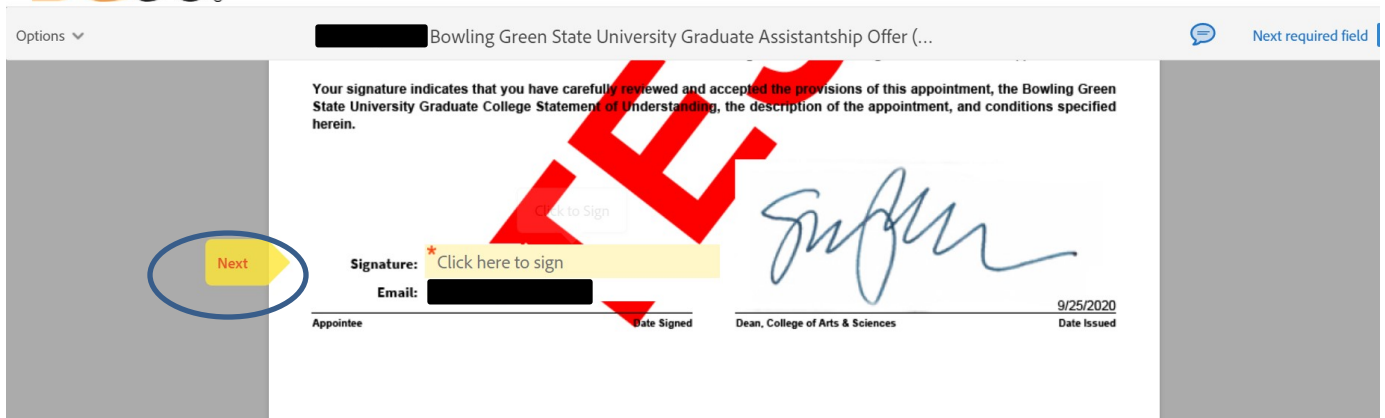 Options
Bowling Green State University Graduate Assistantship Offer (...
Next required field
Your signature indicates that you have carefully reviewed and accepted the provisions of this appointment, the Bowling Green
State University Graduate College Statement of Understanding, the description of the appointment, and conditions specified
herein.
Click to Sign
Next
Signature: * Click here to sign
Email:
9/25/2020
Appointee Date Signed Dean, College of Arts & Sciences Date Issued